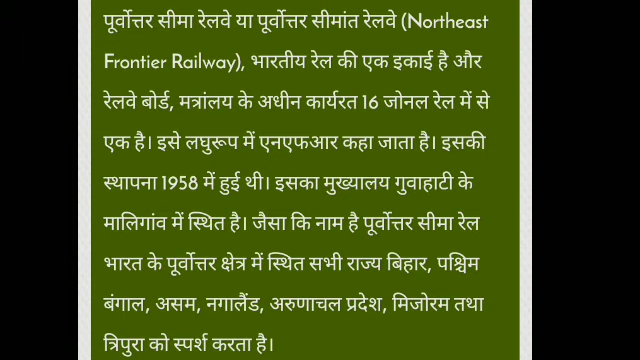 पूर्वोत्तर सीमा रेलवे या पूर्वोत्तर सीमांत रेलवे (Northeast
Frontier Railway), भारतीय रेल की एक इकाई है और
रेलवे बोर्ड, मत्रांलय के अधीन कार्यरत 16 जोनल रेल में से
एक है। इसे लघुरूप में एनएफआर कहा जाता है। इसकी
स्थापना 1958 में हुई थी। इसका मुख्यालय गुवाहाटी के
मालिगांव में स्थित है। जैसा कि नाम है पूर्वोत्तर सीमा रेल
भारत के पूर्वोत्तर क्षेत्र में स्थित सभी राज्य बिहार, पश्चिम
बंगाल, असम, नगालैंड, अरुणाचल प्रदेश, मिजोरम तथा
त्रिपुरा को स्पर्श करता है।